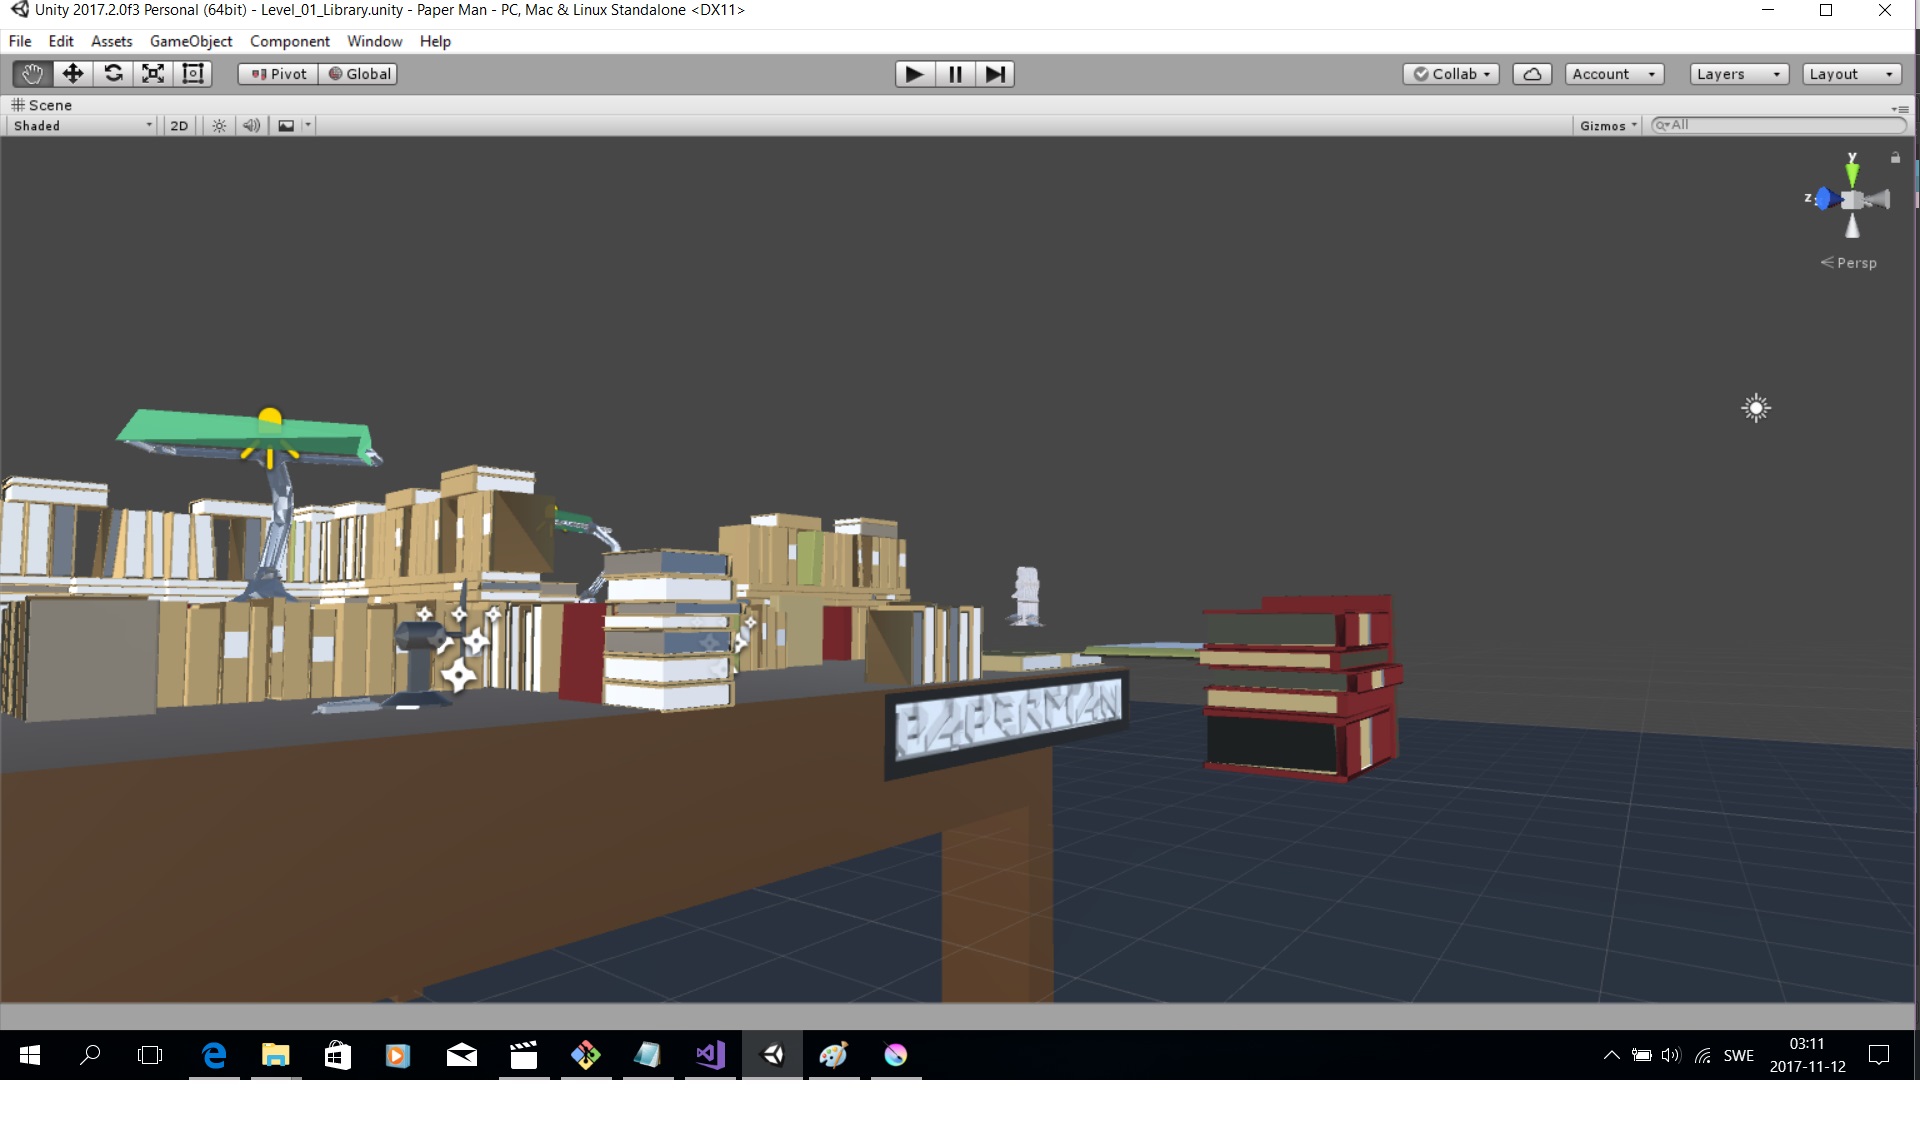 Unity 2017.2.0f3 Personal (64bit) - Level_01_Library.unity - Paper Man - PC, Mac & Linux Standalone <DX11>
File Edit Assets GameObject Component Window Help
Pivot Global Collab Account Layers Layout
Scene
Shaded 2D Gizmos All
y
z
Persp
PAPERMAN
SWE 03:11
2017-11-12